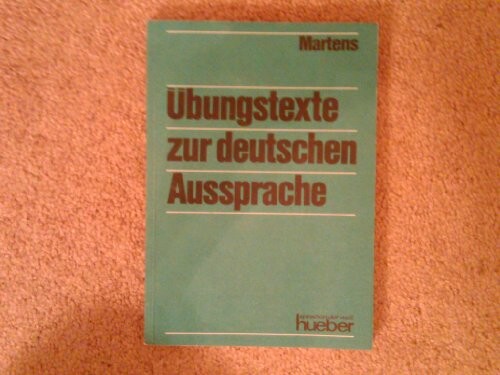 Martens
Übungstexte
zur deutschen
Aussprache
hueber